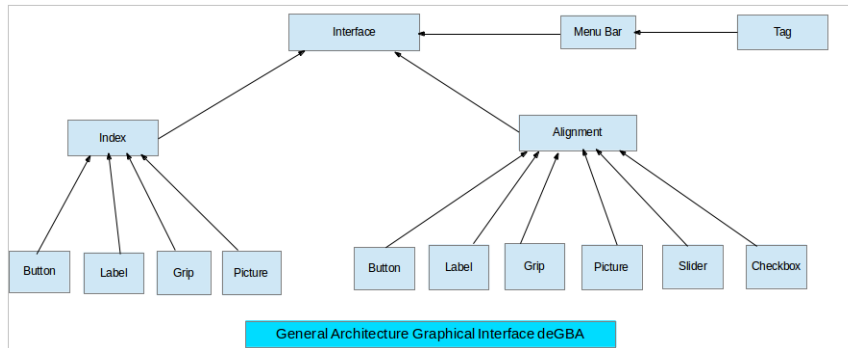 Interface
Menu Bar
Tag
Index
Alignment
Button
Label
Grip
Picture
Button
Label
Grip
Picture
Slider
Checkbox
General Architecture Graphical Interface deGBA